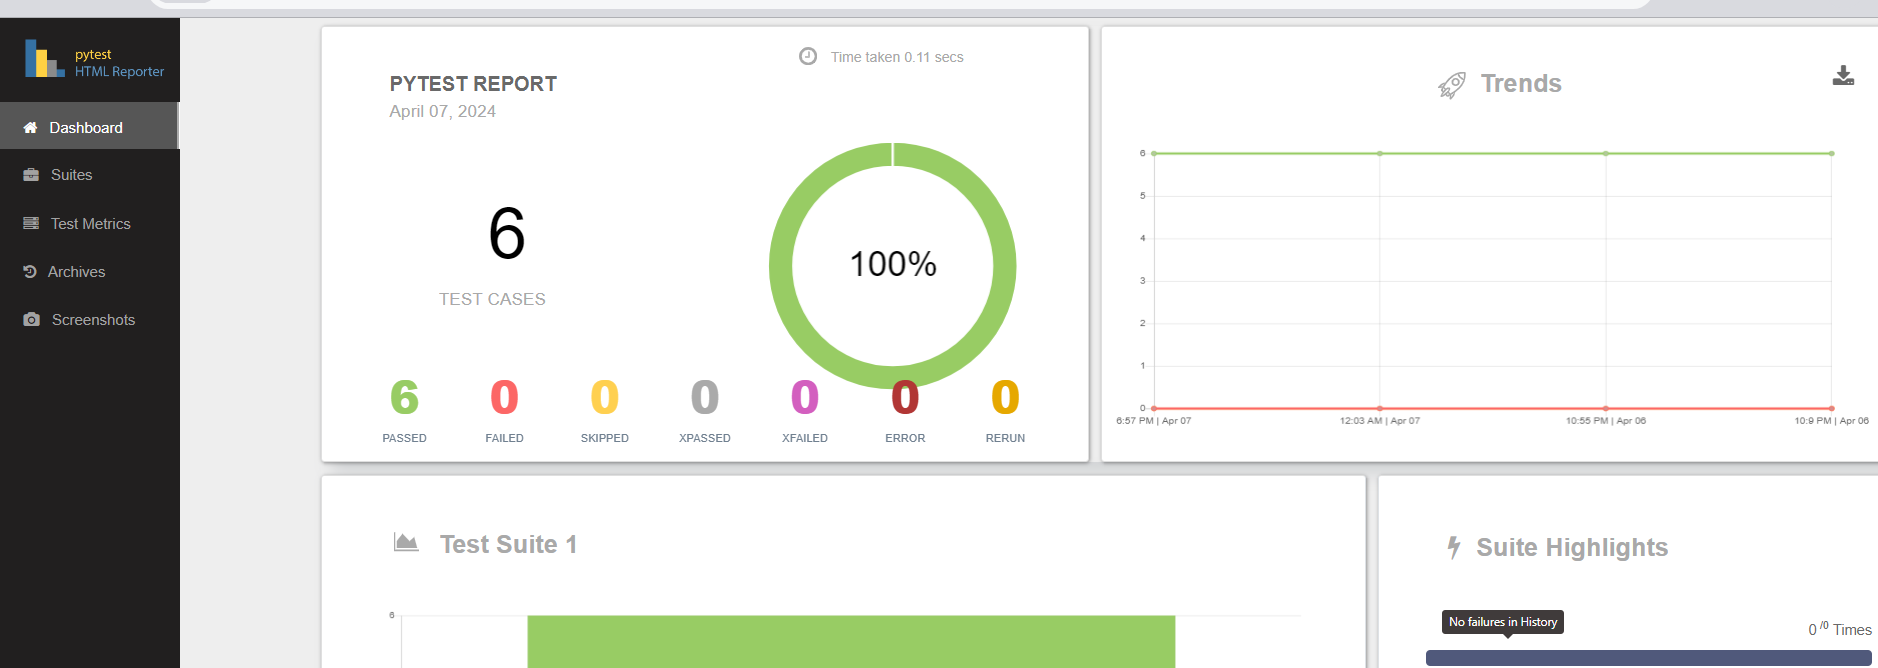 pytest
HTML Reporter
Dashboard
Suites
Test Metrics
Archives
Screenshots
Time taken 0.11 secs
PYTEST REPORT
April 07, 2024
6
TEST CASES
100%
6 0 0 0 0 0 0
PASSED FAILED SKIPPED XPASSED XFAILED ERROR RERUN
Trends
6
5
4
3
2
1
0
6:57 PM | Apr 07 12:03 AM | Apr 07 10:55 PM | Apr 06 10:9 PM | Apr 06
Test Suite 1
6
Suite Highlights
No failures in History
0 /0 Times